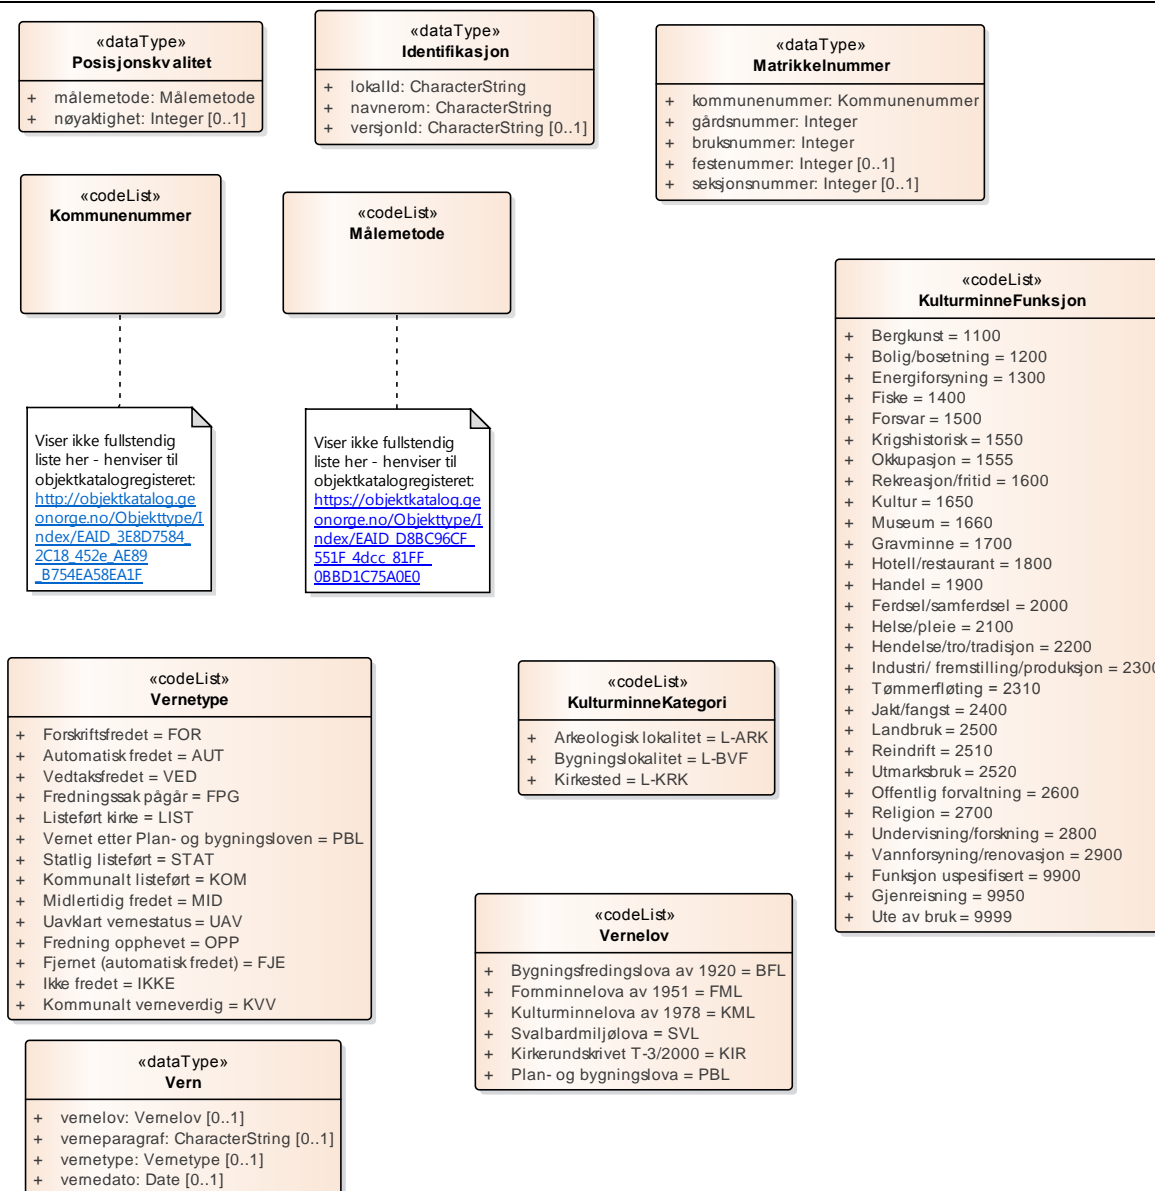 «dataType»
Posisjonskvalitet
+ målemetode: Målemetode
+ nøyaktighet: Integer [0..1]
«dataType»
Identifikasjon
+ lokalId: CharacterString
+ navnerom: CharacterString
+ versjonId: CharacterString [0..1]
«dataType»
Matrikkelnummer
+ kommunenummer: Kommunenummer
+ gårdsnummer: Integer
+ bruksnummer: Integer
+ festenummer: Integer [0..1]
+ seksjonsnummer: Integer [0..1]
«codeList»
Kommunenummer
«codeList»
Målemetode
Viser ikke fullstendig
liste her - henviser til
objektkatalogregisteret:
http://objektkatalog.ge
onorge.no/Objekttype/I
ndex/EAID_3E8D7584_
2C18_452e_AE89
_B754EA58EA1F
Viser ikke fullstendig
liste her - henviser til
objektkatalogregisteret:
https://objektkatalog.ge
onorge.no/Objekttype/I
ndex/EAID_D8BC96CF_
551F_4dcc_81FF_
0BBD1C75A0E0
«codeList»
KulturminneFunksjon
+ Bergkunst = 1100
+ Bolig/bosetning = 1200
+ Energiforsyning = 1300
+ Fiske = 1400
+ Forsvar = 1500
+ Krigshistorisk = 1550
+ Okkupasjon = 1555
+ Rekreasjon/fritid = 1600
+ Kultur = 1650
+ Museum = 1660
+ Gravminne = 1700
+ Hotell/restaurant = 1800
+ Handel = 1900
+ Ferdsel/samferdsel = 2000
+ Helse/pleie = 2100
+ Hendelse/tro/tradisjon = 2200
+ Industri/ fremstilling/produksjon = 2300
+ Tømmerfløting = 2310
+ Jakt/fangst = 2400
+ Landbruk = 2500
+ Reindrift = 2510
+ Utmarksbruk = 2520
+ Offentlig forvaltning = 2600
+ Religion = 2700
+ Undervisning/forskning = 2800
+ Vannforsyning/renovasjon = 2900
+ Funksjon uspesifisert = 9900
+ Gjenreisning = 9950
+ Ute av bruk = 9999
«codeList»
Vernetype
+ Forskriftsfredet = FOR
+ Automatisk fredet = AUT
+ Vedtaksfredet = VED
+ Fredningssak pågår = FPG
+ Listeført kirke = LIST
+ Vernet etter Plan- og bygningsloven = PBL
+ Statlig listeført = STAT
+ Kommunalt listeført = KOM
+ Midlertidig fredet = MID
+ Uavklart vernestatus = UAV
+ Fredning opphevet = OPP
+ Fjernet (automatisk fredet) = FJE
+ Ikke fredet = IKKE
+ Kommunalt verneverdig = KVV
«codeList»
KulturminneKategori
+ Arkeologisk lokalitet = L-ARK
+ Bygningslokalitet = L-BVF
+ Kirkested = L-KRK
«codeList»
Vernelov
+ Bygningsfredingslova av 1920 = BFL
+ Fornminnelova av 1951 = FML
+ Kulturminnelova av 1978 = KML
+ Svalbardmiljølova = SVL
+ Kirkerundskrivet T-3/2000 = KIR
+ Plan- og bygningslova = PBL
«dataType»
Vern
+ vernelov: Vernelov [0..1]
+ verneparagraf: CharacterString [0..1]
+ vernetype: Vernetype [0..1]
+ vernedato: Date [0..1]